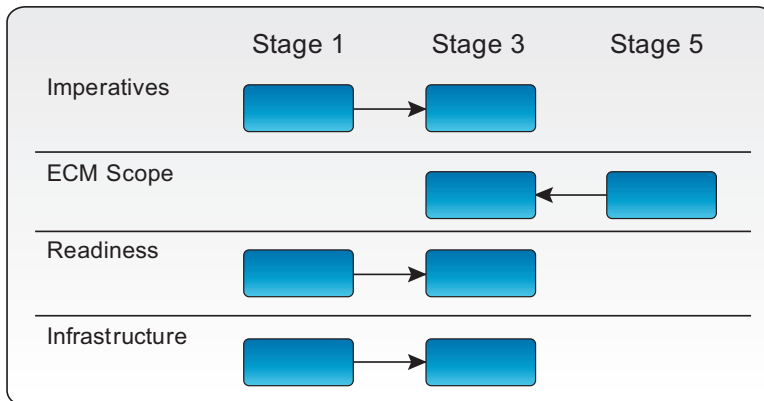 Stage 1 Stage 3 Stage 5
Imperatives
ECM Scope
Readiness
Infrastructure